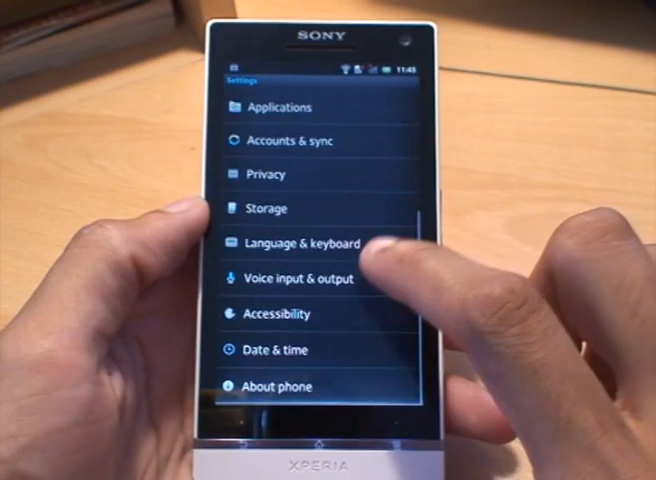 SONY
11:45
Settings
Applications
Accounts & sync
Privacy
Storage
Language & keyboard
Voice input & output
Accessibility
Date & time
About phone
XPERIA